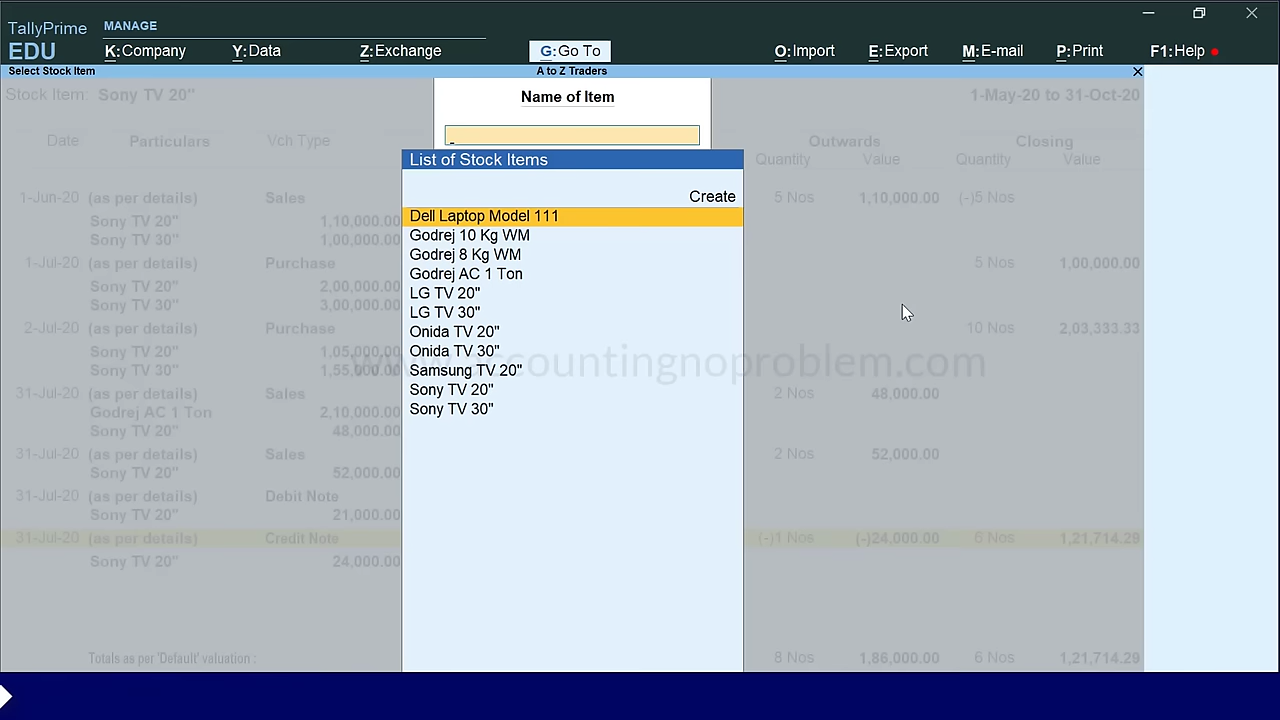 TallyPrime MANAGE
EDU K:Company Y:Data Z:Exchange G:Go To O:Import E:Export M:E-mail P:Print F1:Help
Select Stock Item A to Z Traders
Stock Item: Sony TV 20" 1-May-20 to 31-Oct-20
Name of Item
Date Particulars Vch Type Outwards Closing
Quantity Value Quantity Value
List of Stock Items
Create
Dell Laptop Model 111
Godrej 10 Kg WM
Godrej 8 Kg WM
Godrej AC 1 Ton
LG TV 20"
LG TV 30"
Onida TV 20"
Onida TV 30"
Samsung TV 20"
Sony TV 20"
Sony TV 30"
1-Jun-20 (as per details) Sales 5 Nos 1,10,000.00 (-)5 Nos
Sony TV 20" 1,10,000.00
Sony TV 30" 1,00,000.00
1-Jul-20 (as per details) Purchase 5 Nos 1,00,000.00
Sony TV 20" 2,00,000.00
Sony TV 30" 3,00,000.00
2-Jul-20 (as per details) Purchase 10 Nos 2,03,333.33
Sony TV 20" 1,05,000.00
Sony TV 30" 1,55,000.00
31-Jul-20 (as per details) Sales 2 Nos 48,000.00
Godrej AC 1 Ton 2,10,000.00
Sony TV 20" 48,000.00
31-Jul-20 (as per details) Sales 2 Nos 52,000.00
Sony TV 20" 52,000.00
31-Jul-20 (as per details) Debit Note
Sony TV 20" 21,000.00
31-Jul-20 (as per details) Credit Note (-)1 Nos (-)24,000.00 6 Nos 1,21,714.29
Sony TV 20" 24,000.00
Totals as per 'Default' valuation : 8 Nos 1,86,000.00 6 Nos 1,21,714.29